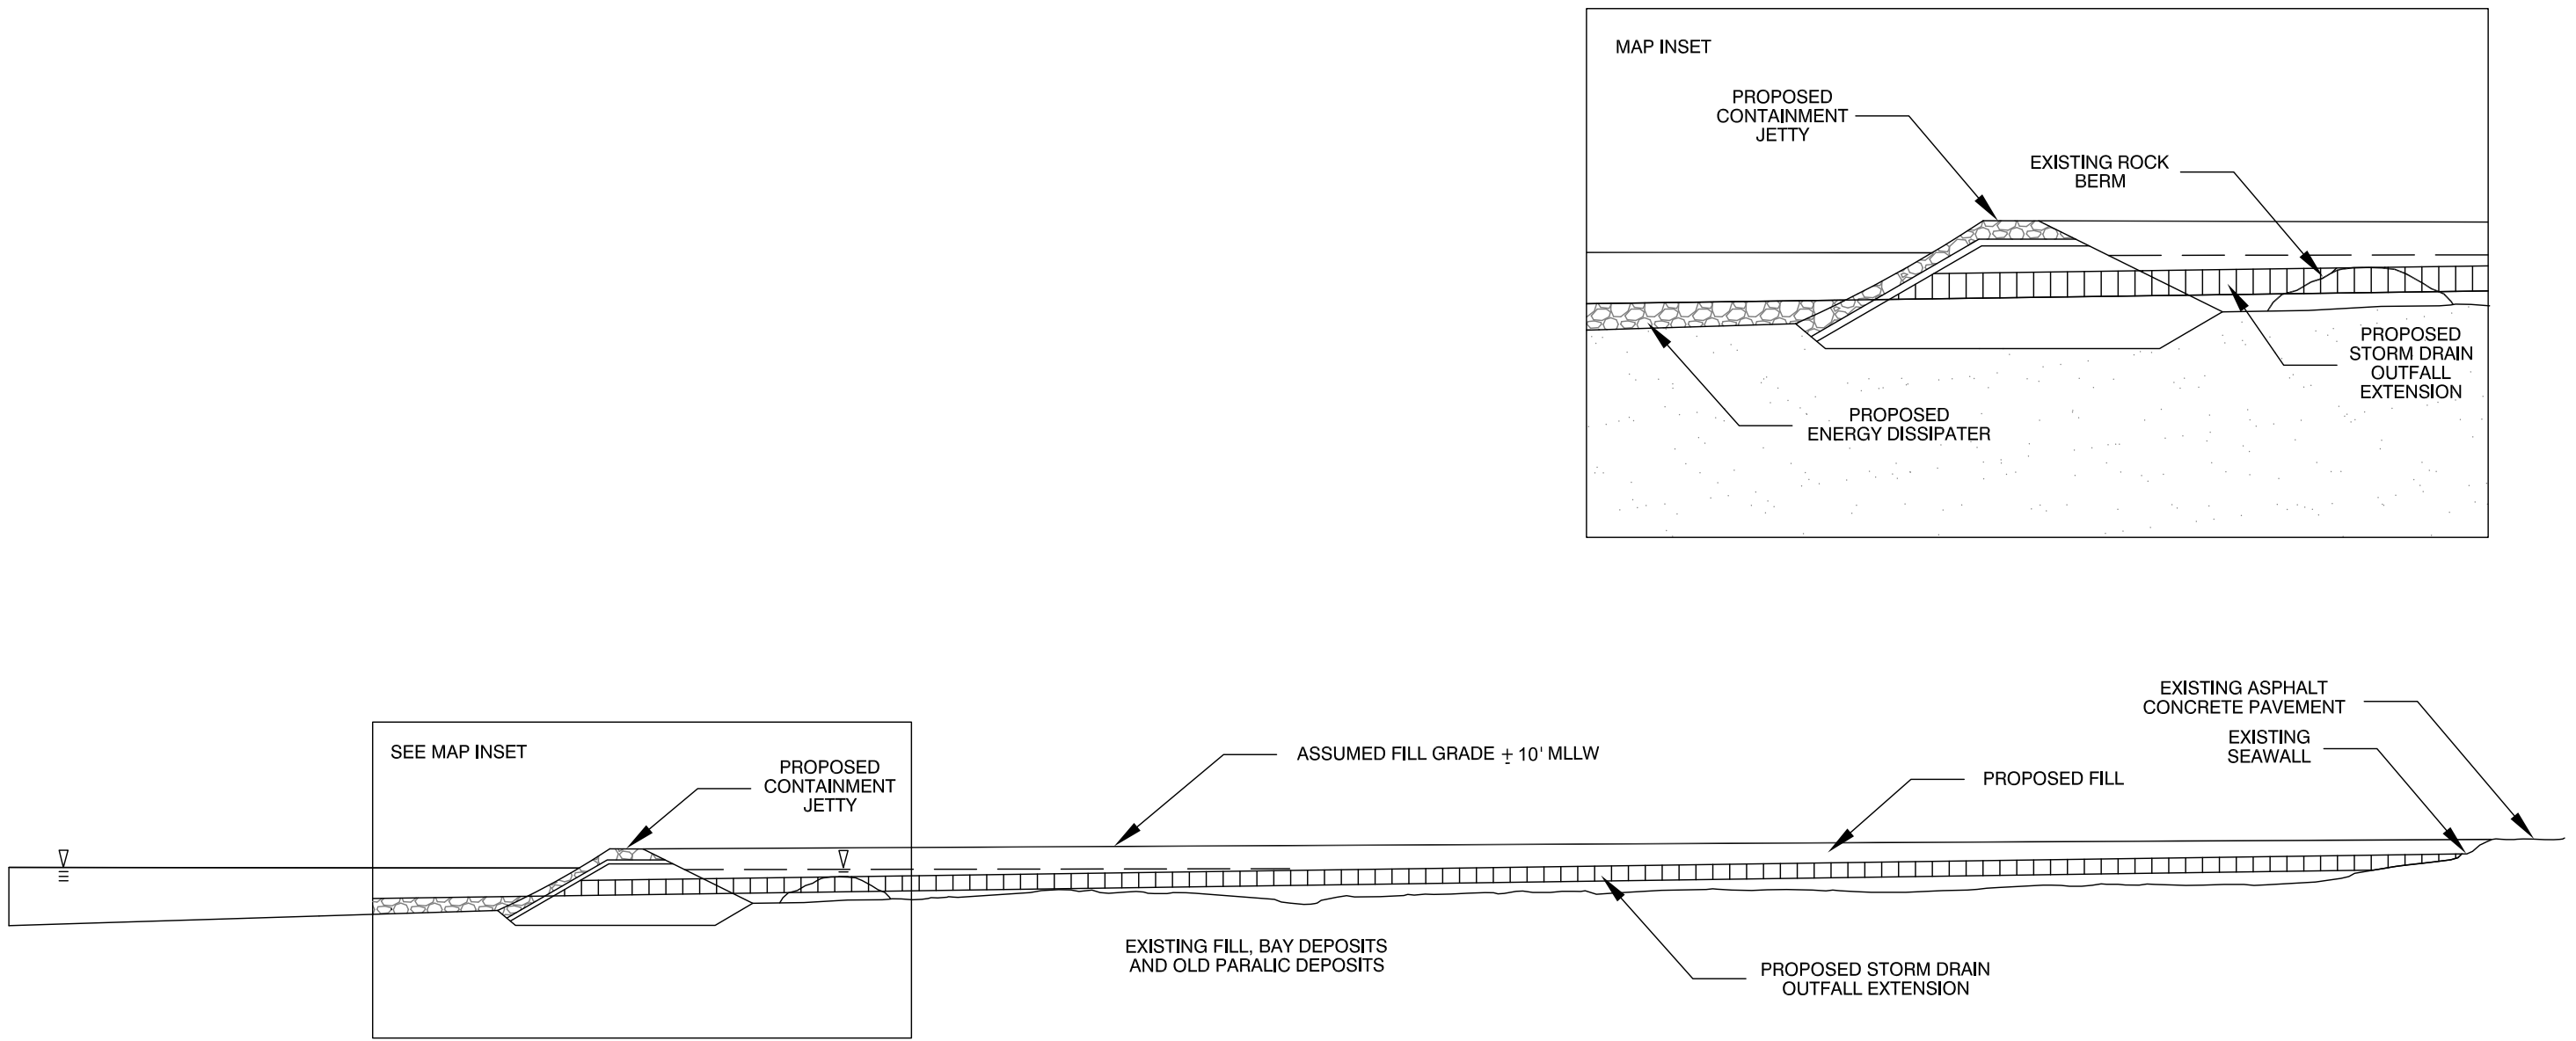 MAP INSET
PROPOSED
CONTAINMENT
JETTY
EXISTING ROCK
BERM
PROPOSED
STORM DRAIN
OUTFALL
EXTENSION
PROPOSED
ENERGY DISSIPATER
SEE MAP INSET
PROPOSED
CONTAINMENT
JETTY
ASSUMED FILL GRADE ± 10' MLLW
PROPOSED FILL
EXISTING ASPHALT
CONCRETE PAVEMENT
EXISTING
SEAWALL
EXISTING FILL, BAY DEPOSITS
AND OLD PARALIC DEPOSITS
PROPOSED STORM DRAIN
OUTFALL EXTENSION